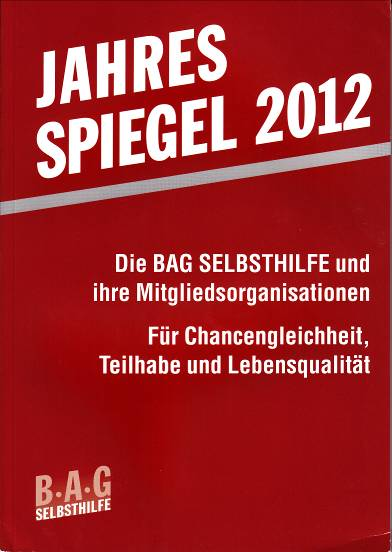 JAHRES
SPIEGEL 2012
Die BAG SELBSTHILFE und
ihre Mitgliedsorganisationen
Für Chancengleichheit,
Teilhabe und Lebensqualität
B·A·G
SELBSTHILFE